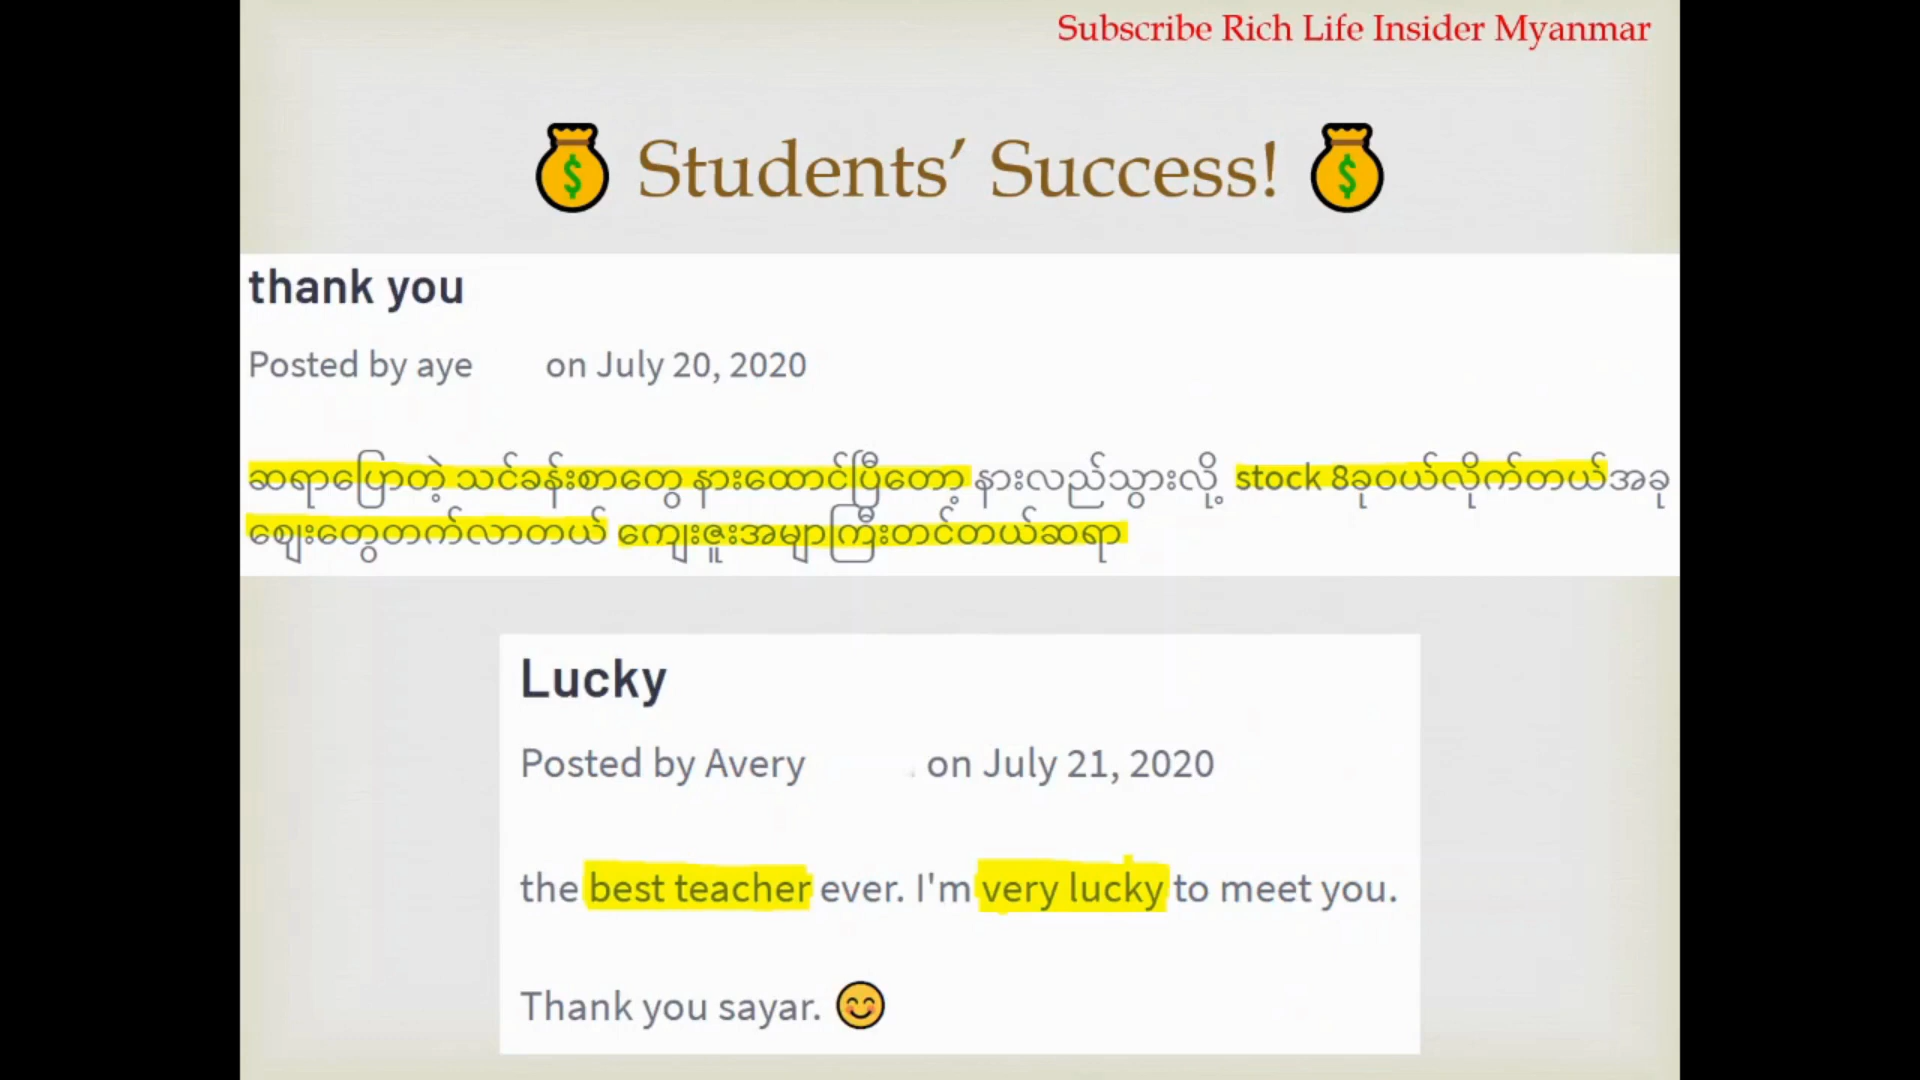 Subscribe Rich Life Insider Myanmar
Students’ Success!
thank you
Posted by aye on July 20, 2020
ဆရာပြောတဲ့ သင်ခန်းစာတွေ နားထောင်ပြီတော့ နားလည်သွားလို့ stock 8ခုဝယ်လိုက်တယ်အခု
ဈေးတွေတက်လာတယ် ကျေးဇူးအများကြီးတင်တယ်ဆရာ
Lucky
Posted by Avery on July 21, 2020
the best teacher ever. I'm very lucky to meet you.
Thank you sayar. 😊